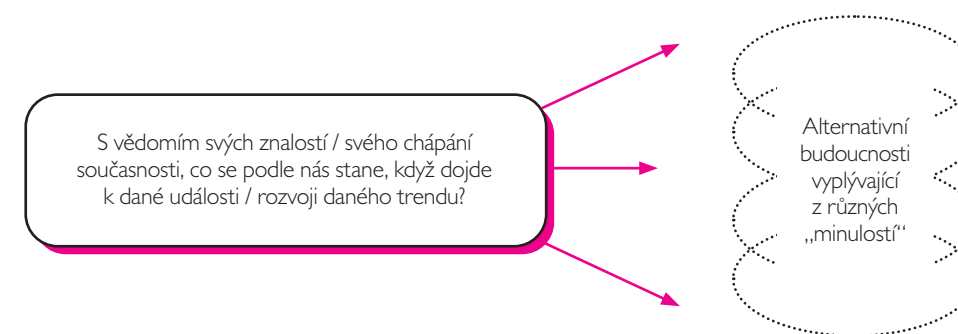 S vědomím svých znalostí / svého chápání
současnosti, co se podle nás stane, když dojde
k dané události / rozvoji daného trendu?
Alternativní
budoucnosti
vyplývající
z různých
„minulostí“